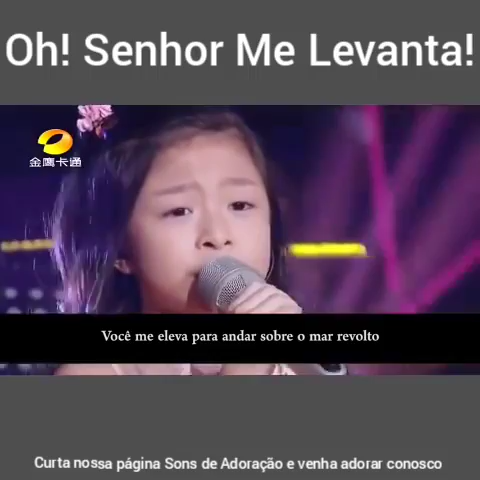 Oh! Senhor Me Levanta!
金鹰卡通
Você me eleva para andar sobre o mar revolto
Curta nossa página Sons de Adoração e venha adorar conosco